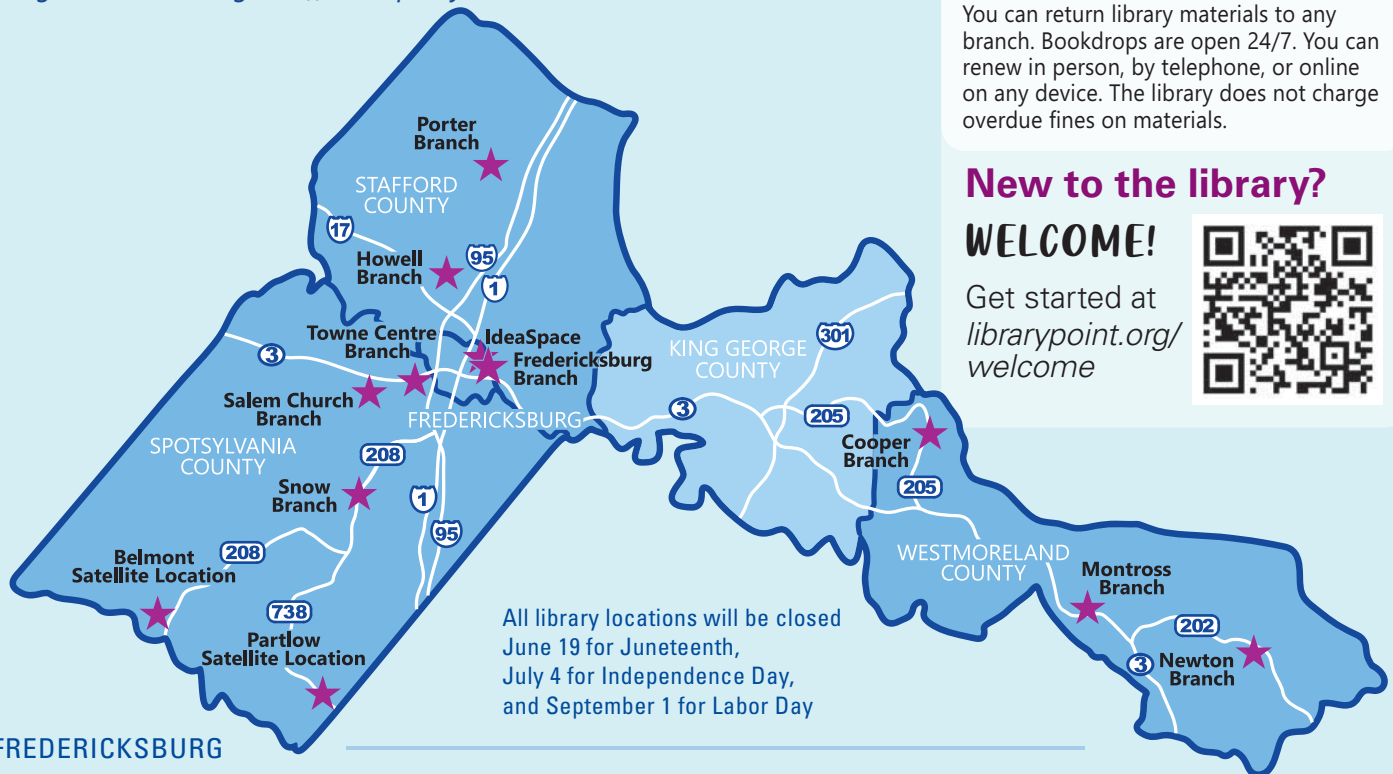 You can return library materials to any
branch. Bookdrops are open 24/7. You can
renew in person, by telephone, or online
on any device. The library does not charge
overdue fines on materials.
New to the library?
WELCOME!
Get started at
librarypoint.org/
welcome
Porter
Branch
STAFFORD
COUNTY
17
Howell
Branch
95
1
Towne Centre
Branch
IdeaSpace
Fredericksburg
Branch
3
Salem Church
Branch
FREDERICKSBURG
SPOTSYLVANIA
COUNTY
208
Snow
Branch
1
95
Belmont
Satellite Location
208
738
Partlow
Satellite Location
KING GEORGE
COUNTY
301
3
205
Cooper
Branch
205
WESTMORELAND
COUNTY
Montross
Branch
202
3
Newton
Branch
All library locations will be closed
June 19 for Juneteenth,
July 4 for Independence Day,
and September 1 for Labor Day
FREDERICKSBURG